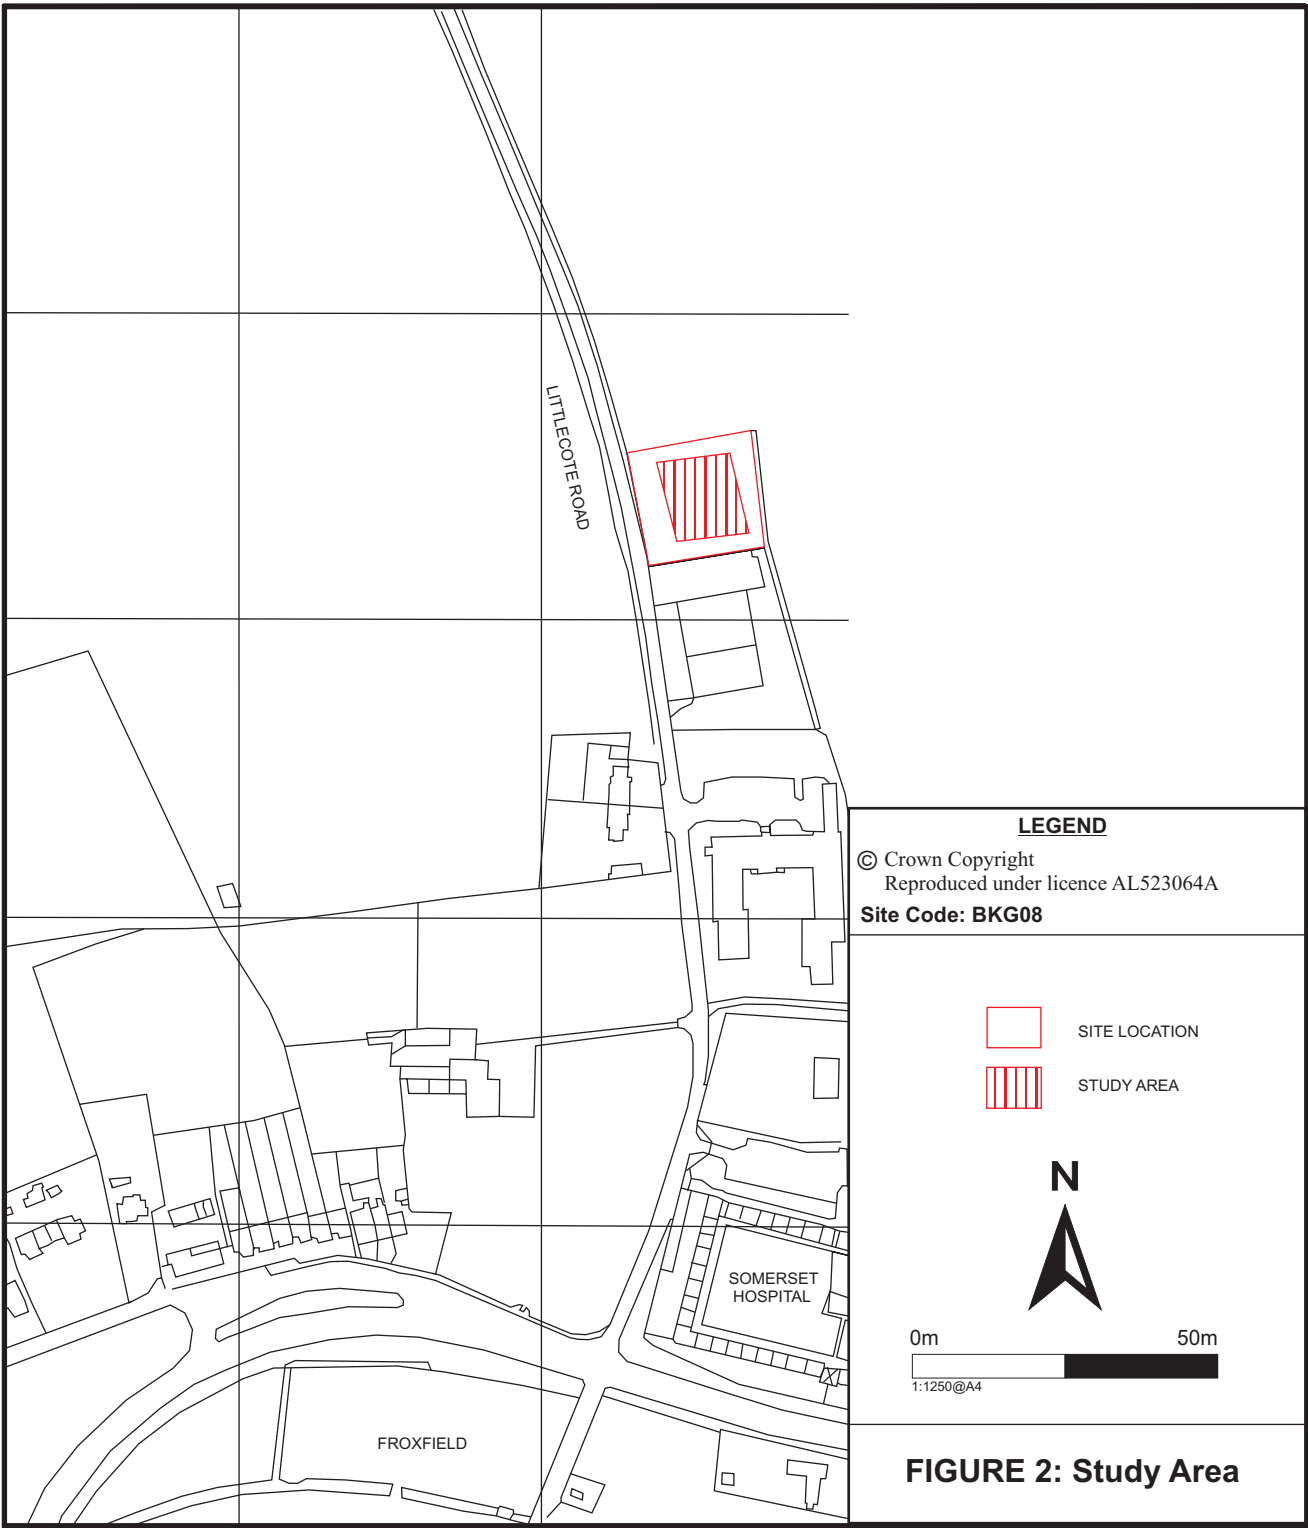 LITTLECOTE ROAD
SOMERSET
HOSPITAL
FROXFIELD
LEGEND
© Crown Copyright
Reproduced under licence AL523064A
Site Code: BKG08
SITE LOCATION
STUDY AREA
N
0m 50m
1:1250@A4
FIGURE 2: Study Area